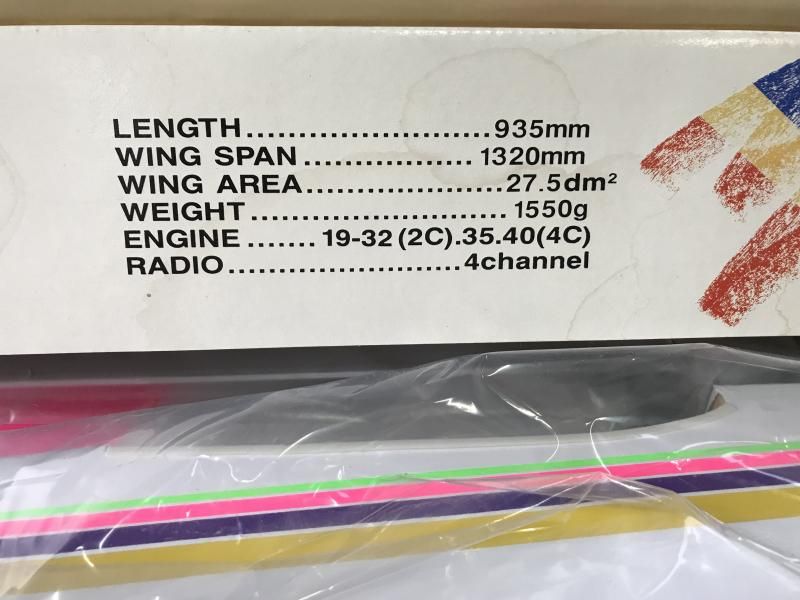 LENGTH.......................935mm
WING SPAN................1320mm
WING AREA...................27.5dm²
WEIGHT........................1550g
ENGINE .......19-32 (2C).35.40(4C)
RADIO......................4channel